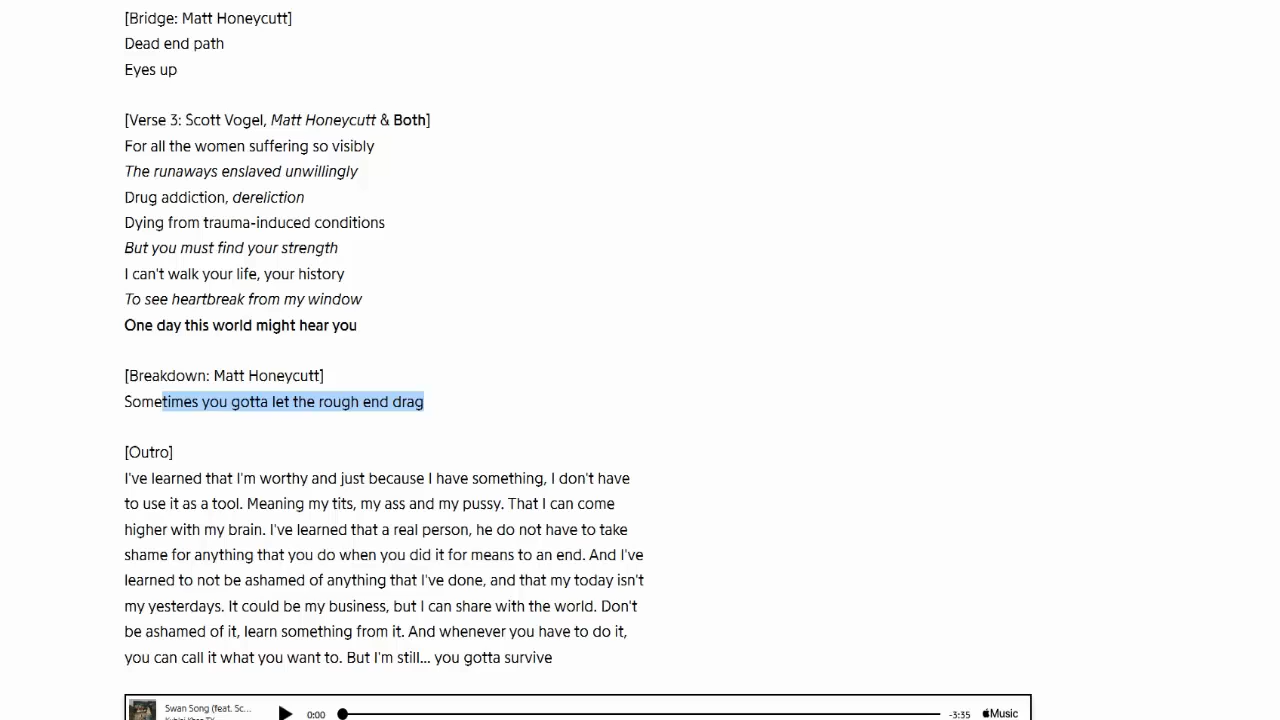 [Bridge: Matt Honeycutt]
Dead end path
Eyes up
[Verse 3: Scott Vogel, Matt Honeycutt & Both]
For all the women suffering so visibly
The runaways enslaved unwillingly
Drug addiction, dereliction
Dying from trauma-induced conditions
But you must find your strength
I can't walk your life, your history
To see heartbreak from my window
One day this world might hear you
[Breakdown: Matt Honeycutt]
Sometimes you gotta let the rough end drag
[Outro]
I've learned that I'm worthy and just because I have something, I don't have
to use it as a tool. Meaning my tits, my ass and my pussy. That I can come
higher with my brain. I've learned that a real person, he do not have to take
shame for anything that you do when you did it for means to an end. And I've
learned to not be ashamed of anything that I've done, and that my today isn't
my yesterdays. It could be my business, but I can share with the world. Don't
be ashamed of it, learn something from it. And whenever you have to do it,
you can call it what you want to. But I'm still... you gotta survive
Swan Song (feat. Sc...
0:00
-3:35
Music